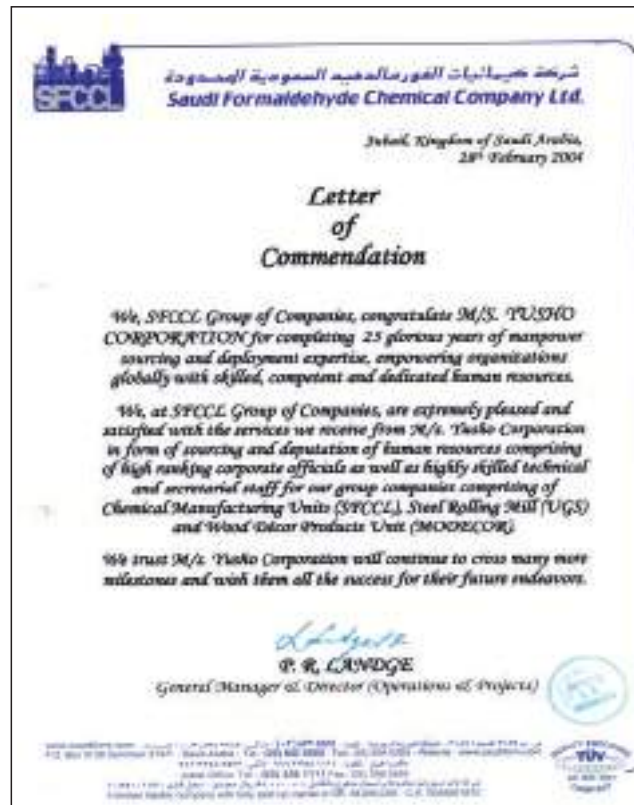 شركة كيمائيات الفورمالدهيد السعودية المحدودة
SFCCL
Saudi Formaldehyde Chemical Company Ltd.
Jubail, Kingdom of Saudi Arabia,
28th February 2004
Letter
of
Commendation
We, SFCCL Group of Companies, congratulate M/S. YUSHO
CORPORATION for completing 25 glorious years of manpower
sourcing and deployment expertise, empowering organizations
globally with skilled, competent and dedicated human resources.
We, at SFCCL Group of Companies, are extremely pleased and
satisfied with the services we receive from M/s. Yusho Corporation
in form of sourcing and deputation of human resources comprising
of high ranking corporate officials as well as highly skilled technical
and secretarial staff for our group companies comprising of
Chemical Manufacturing Units (SFCCL), Steel Rolling Mill (UGS)
and Wood Décor Products Unit (MODECOR)
We trust M/s. Yusho Corporation will continue to cross many more
milestones and wish them all the success for their future endeavors.
P. R. LANDGE
General Manager & Director (Operations & Projects)
TÜV